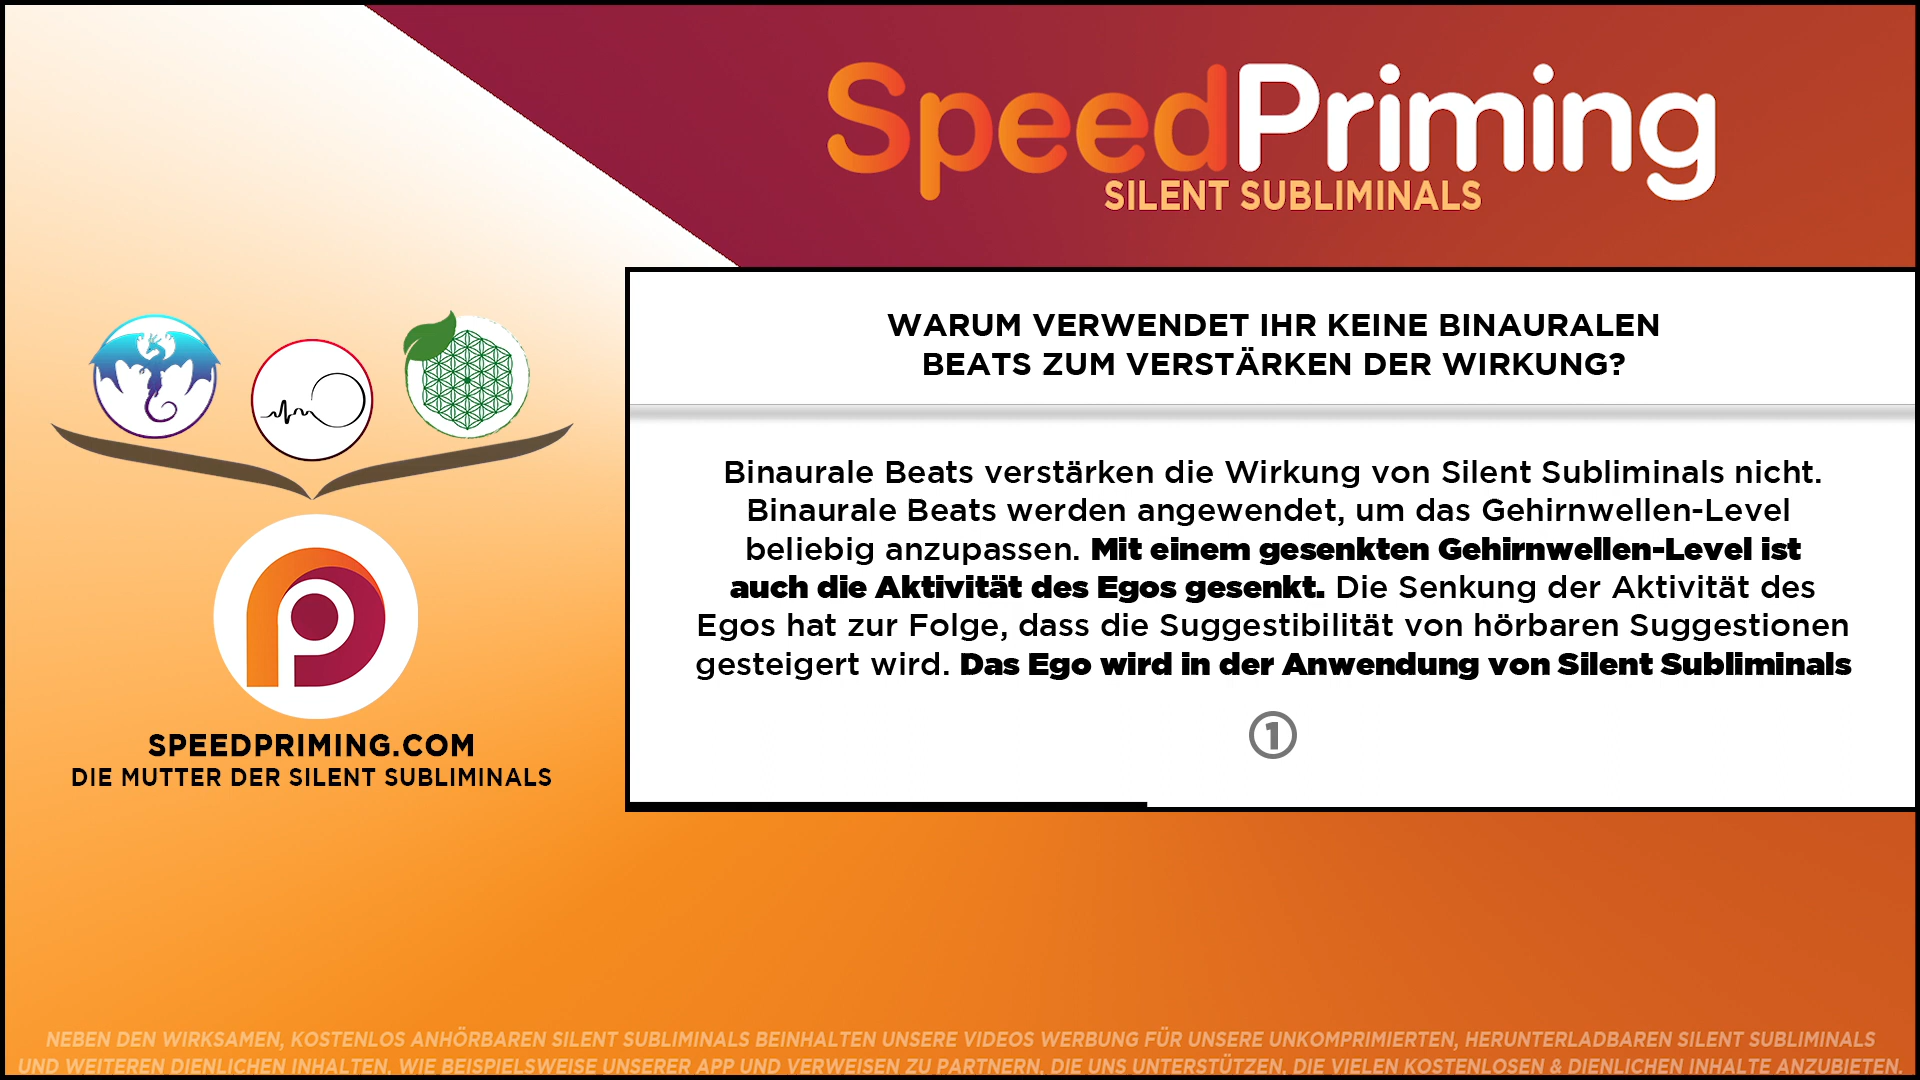 SpeedPriming
SILENT SUBLIMINALS
WARUM VERWENDET IHR KEINE BINAURALEN
BEATS ZUM VERSTÄRKEN DER WIRKUNG?
Binaurale Beats verstärken die Wirkung von Silent Subliminals nicht.
Binaurale Beats werden angewendet, um das Gehirnwellen-Level
beliebig anzupassen. Mit einem gesenkten Gehirnwellen-Level ist
auch die Aktivität des Egos gesenkt. Die Senkung der Aktivität des
Egos hat zur Folge, dass die Suggestibilität von hörbaren Suggestionen
gesteigert wird. Das Ego wird in der Anwendung von Silent Subliminals
1
SPEEDPRIMING.COM
DIE MUTTER DER SILENT SUBLIMINALS
NEBEN DEN WIRKSAMEN, KOSTENLOS ANHÖRBAREN SILENT SUBLIMINALS BEINHALTEN UNSERE VIDEOS WERBUNG FÜR UNSERE UNKOMPRIMIERTEN, HERUNTERLADBAREN SILENT SUBLIMINALS
UND WEITEREN DIENLICHEN INHALTEN, WIE BEISPIELSWEISE UNSERER APP UND VERWEISEN ZU PARTNERN, DIE UNS UNTERSTÜTZEN, DIE VIELEN KOSTENLOSEN & DIENLICHEN INHALTE ANZUBIETEN.